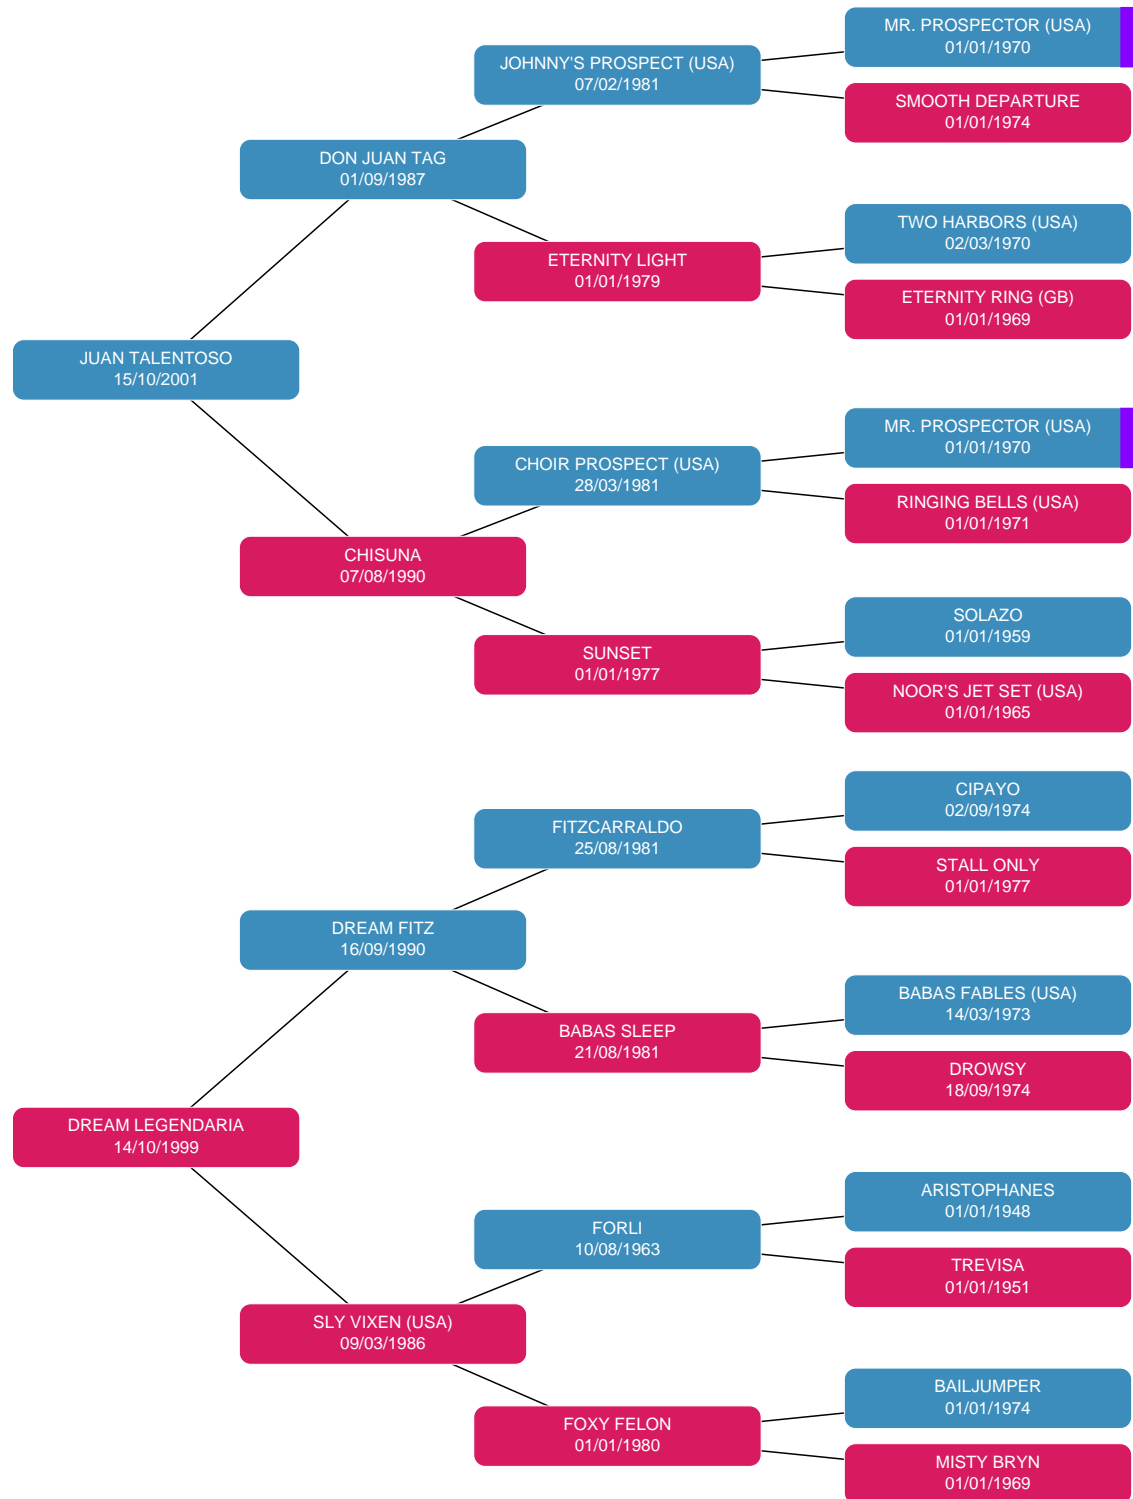 MR. PROSPECTOR (USA)
01/01/1970
JOHNNY'S PROSPECT (USA)
07/02/1981
SMOOTH DEPARTURE
01/01/1974
DON JUAN TAG
01/09/1987
TWO HARBORS (USA)
02/03/1970
ETERNITY LIGHT
01/01/1979
ETERNITY RING (GB)
01/01/1969
JUAN TALENTOSO
15/10/2001
MR. PROSPECTOR (USA)
01/01/1970
CHOIR PROSPECT (USA)
28/03/1981
RINGING BELLS (USA)
01/01/1971
CHISUNA
07/08/1990
SOLAZO
01/01/1959
SUNSET
01/01/1977
NOOR'S JET SET (USA)
01/01/1965
CIPAYO
02/09/1974
FITZCARRALDO
25/08/1981
STALL ONLY
01/01/1977
DREAM FITZ
16/09/1990
BABAS FABLES (USA)
14/03/1973
BABAS SLEEP
21/08/1981
DROWSY
18/09/1974
DREAM LEGENDARIA
14/10/1999
ARISTOPHANES
01/01/1948
FORLI
10/08/1963
TREVISA
01/01/1951
SLY VIXEN (USA)
09/03/1986
BAILJUMPER
01/01/1974
FOXY FELON
01/01/1980
MISTY BRYN
01/01/1969